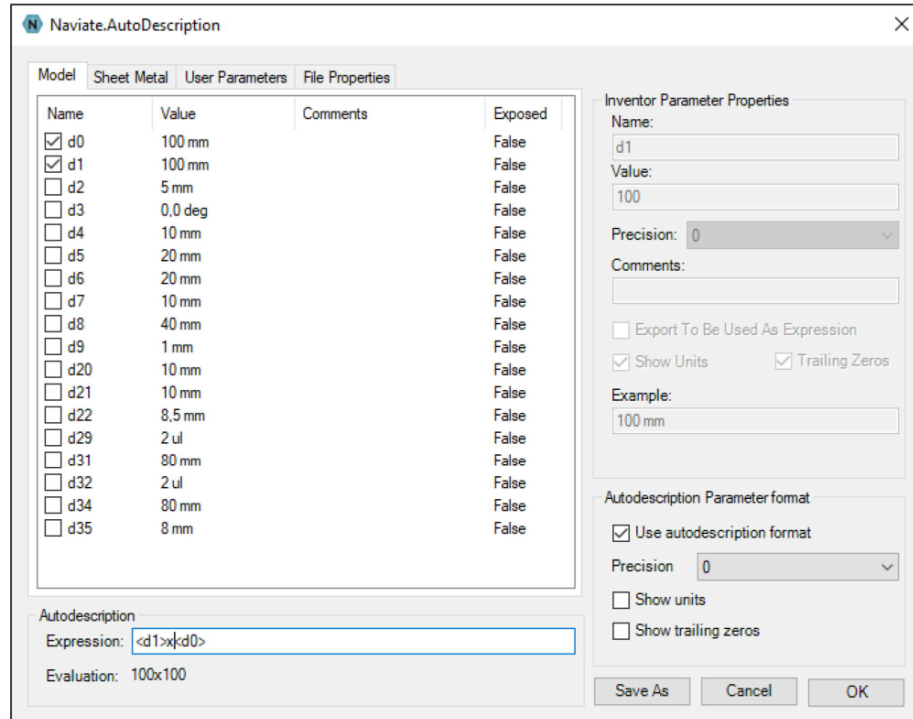 N Naviate.AutoDescription
Model Sheet Metal User Parameters File Properties
Name Value Comments Exposed
d0 100 mm False
d1 100 mm False
d2 5 mm False
d3 0,0 deg False
d4 10 mm False
d5 20 mm False
d6 20 mm False
d7 10 mm False
d8 40 mm False
d9 1 mm False
d20 10 mm False
d21 10 mm False
d22 8,5 mm False
d29 2 ul False
d31 80 mm False
d32 2 ul False
d34 80 mm False
d35 8 mm False
Autodescription
Expression: <d1>x<d0>
Evaluation: 100x100
Inventor Parameter Properties
Name:
d1
Value:
100
Precision: 0
Comments:
Export To Be Used As Expression
Show Units Trailing Zeros
Example:
100 mm
Autodescription Parameter format
Use autodescription format
Precision 0
Show units
Show trailing zeros
Save As Cancel OK